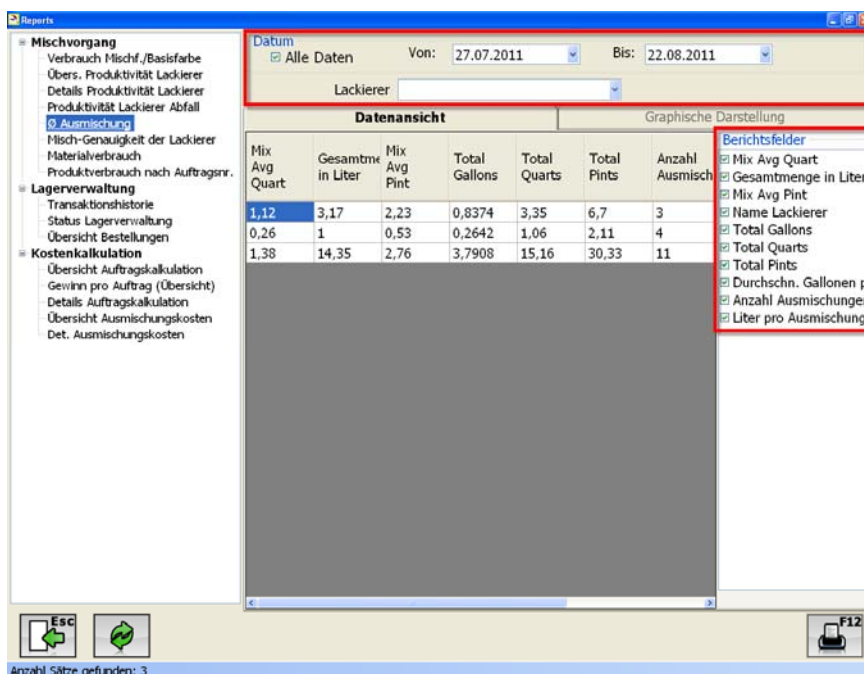 Reports
Mischvorgang
Verbrauch Mischf./Basisfarbe
Übers. Produktivität Lackierer
Details Produktivität Lackierer
Produktivität Lackierer Abfall
Ø Ausmischung
Misch-Genauigkeit der Lackierer
Materialverbrauch
Produktverbrauch nach Auftragsnr.
Lagerverwaltung
Transaktionshistorie
Status Lagerverwaltung
Übersicht Bestellungen
Kostenkalkulation
Übersicht Auftragskalkulation
Gewinn pro Auftrag (Übersicht)
Details Auftragskalkulation
Übersicht Ausmischungskosten
Det. Ausmischungskosten
Datum
Alle Daten Von: 27.07.2011 Bis: 22.08.2011
Lackierer
Datenansicht Graphische Darstellung
Mix Avg Quart Gesamtme in Liter Mix Avg Pint Total Gallons Total Quarts Total Pints Anzahl Ausmisch
1,12 3,17 2,23 0,8374 3,35 6,7 3
0,26 1 0,53 0,2642 1,06 2,11 4
1,38 14,35 2,76 3,7908 15,16 30,33 11
Berichtsfelder
Mix Avg Quart
Gesamtmenge in Liter
Mix Avg Pint
Name Lackierer
Total Gallons
Total Quarts
Total Pints
Durchschn. Gallonen p
Anzahl Ausmischunge
Liter pro Ausmischung
Esc
F12
Anzahl Sätze gefunden: 3